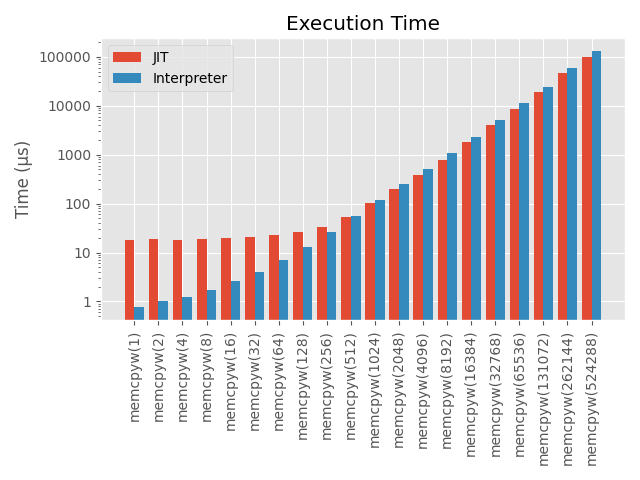 Execution Time
JIT
Interpreter
Time (µs)
100000
10000
1000
100
10
1
memcpyw(1)
memcpyw(2)
memcpyw(4)
memcpyw(8)
memcpyw(16)
memcpyw(32)
memcpyw(64)
memcpyw(128)
memcpyw(256)
memcpyw(512)
memcpyw(1024)
memcpyw(2048)
memcpyw(4096)
memcpyw(8192)
memcpyw(16384)
memcpyw(32768)
memcpyw(65536)
memcpyw(131072)
memcpyw(262144)
memcpyw(524288)